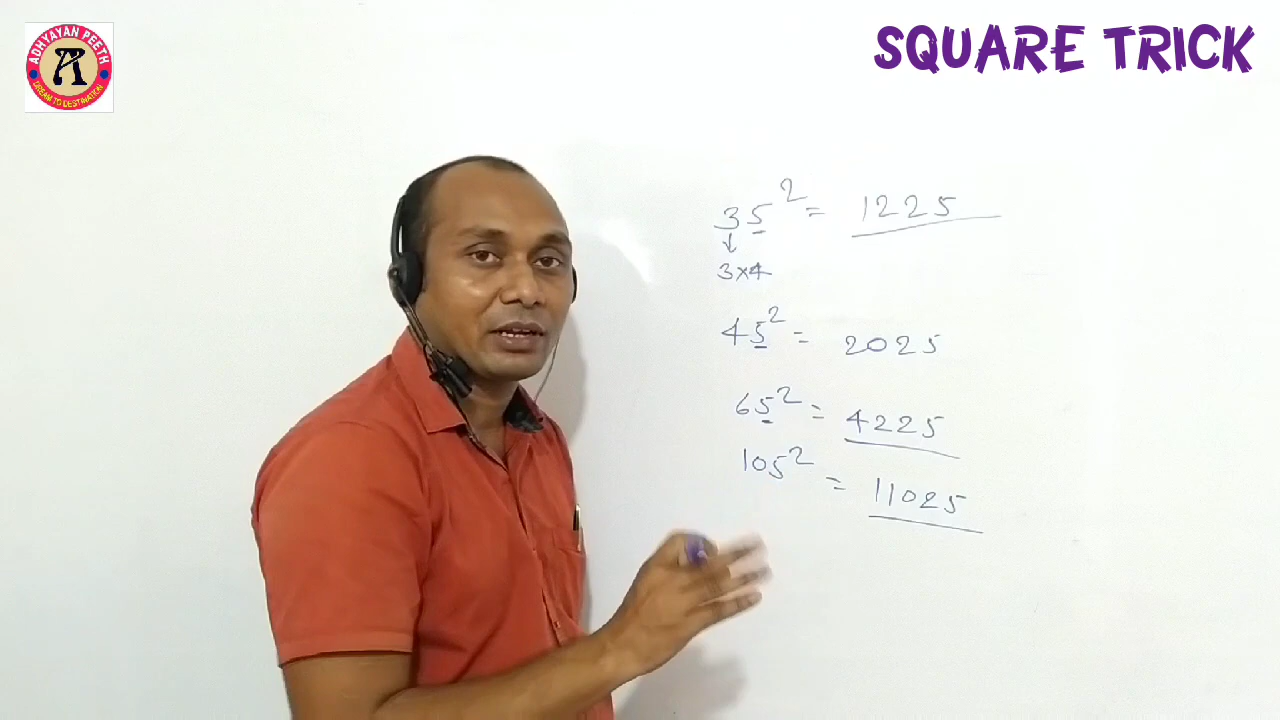 ADHYAYAN PEETH
A
DREAM TO DESTINATION
SQUARE TRICK
35² = 1225
↓
3×4
45² = 2025
65² = 4225
105² = 11025